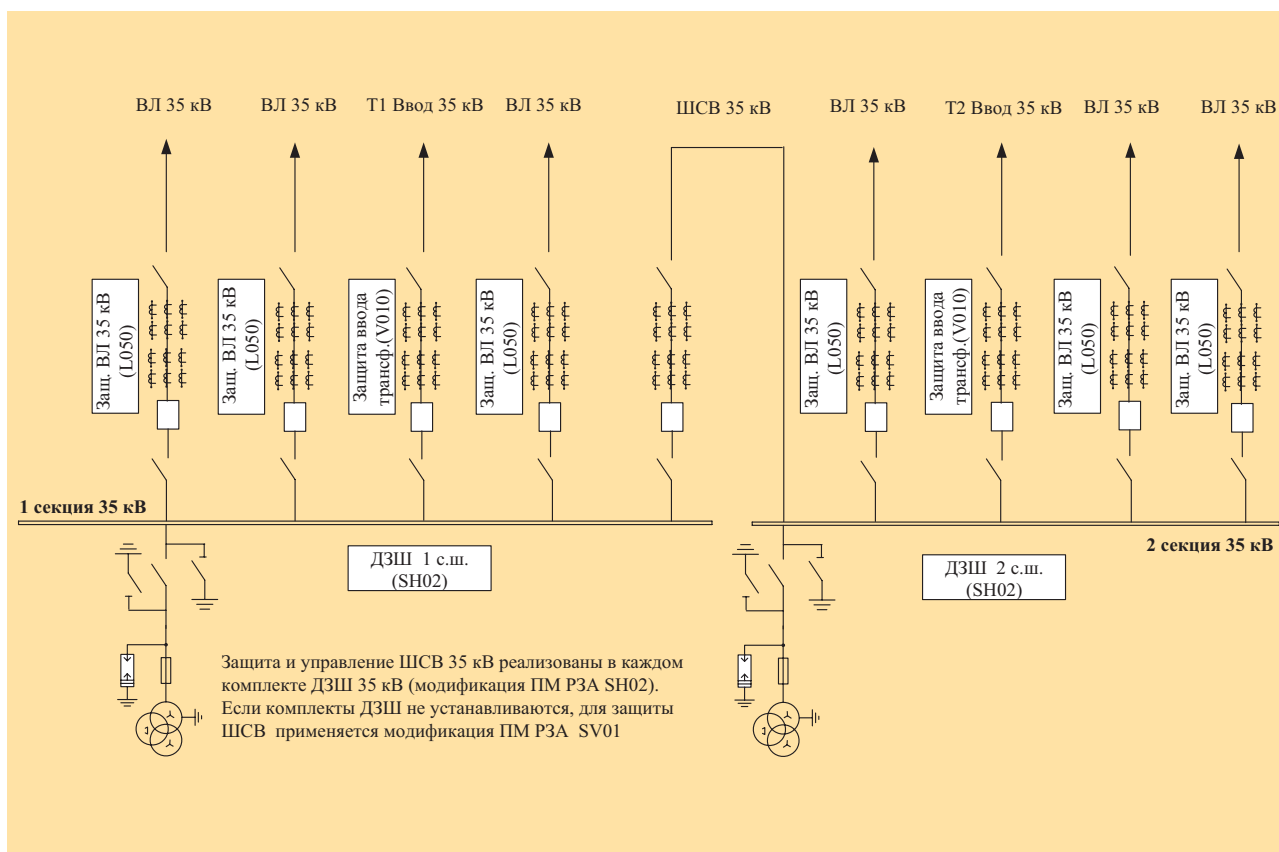 ВЛ 35 кВ
ВЛ 35 кВ
Т1 Ввод 35 кВ
ВЛ 35 кВ
ШСВ 35 кВ
ВЛ 35 кВ
Т2 Ввод 35 кВ
ВЛ 35 кВ
ВЛ 35 кВ
Защ. ВЛ 35 кВ
(L050)
Защ. ВЛ 35 кВ
(L050)
Защита ввода
трансф.(V010)
Защ. ВЛ 35 кВ
(L050)
Защ. ВЛ 35 кВ
(L050)
Защита ввода
трансф.(V010)
Защ. ВЛ 35 кВ
(L050)
Защ. ВЛ 35 кВ
(L050)
1 секция 35 кВ
2 секция 35 кВ
ДЗШ 1 с.ш.
(SH02)
ДЗШ 2 с.ш.
(SH02)
Защита и управление ШСВ 35 кВ реализованы в каждом
комплекте ДЗШ 35 кВ (модификация ПМ РЗА SH02).
Если комплекты ДЗШ не устанавливаются, для защиты
ШСВ применяется модификация ПМ РЗА SV01